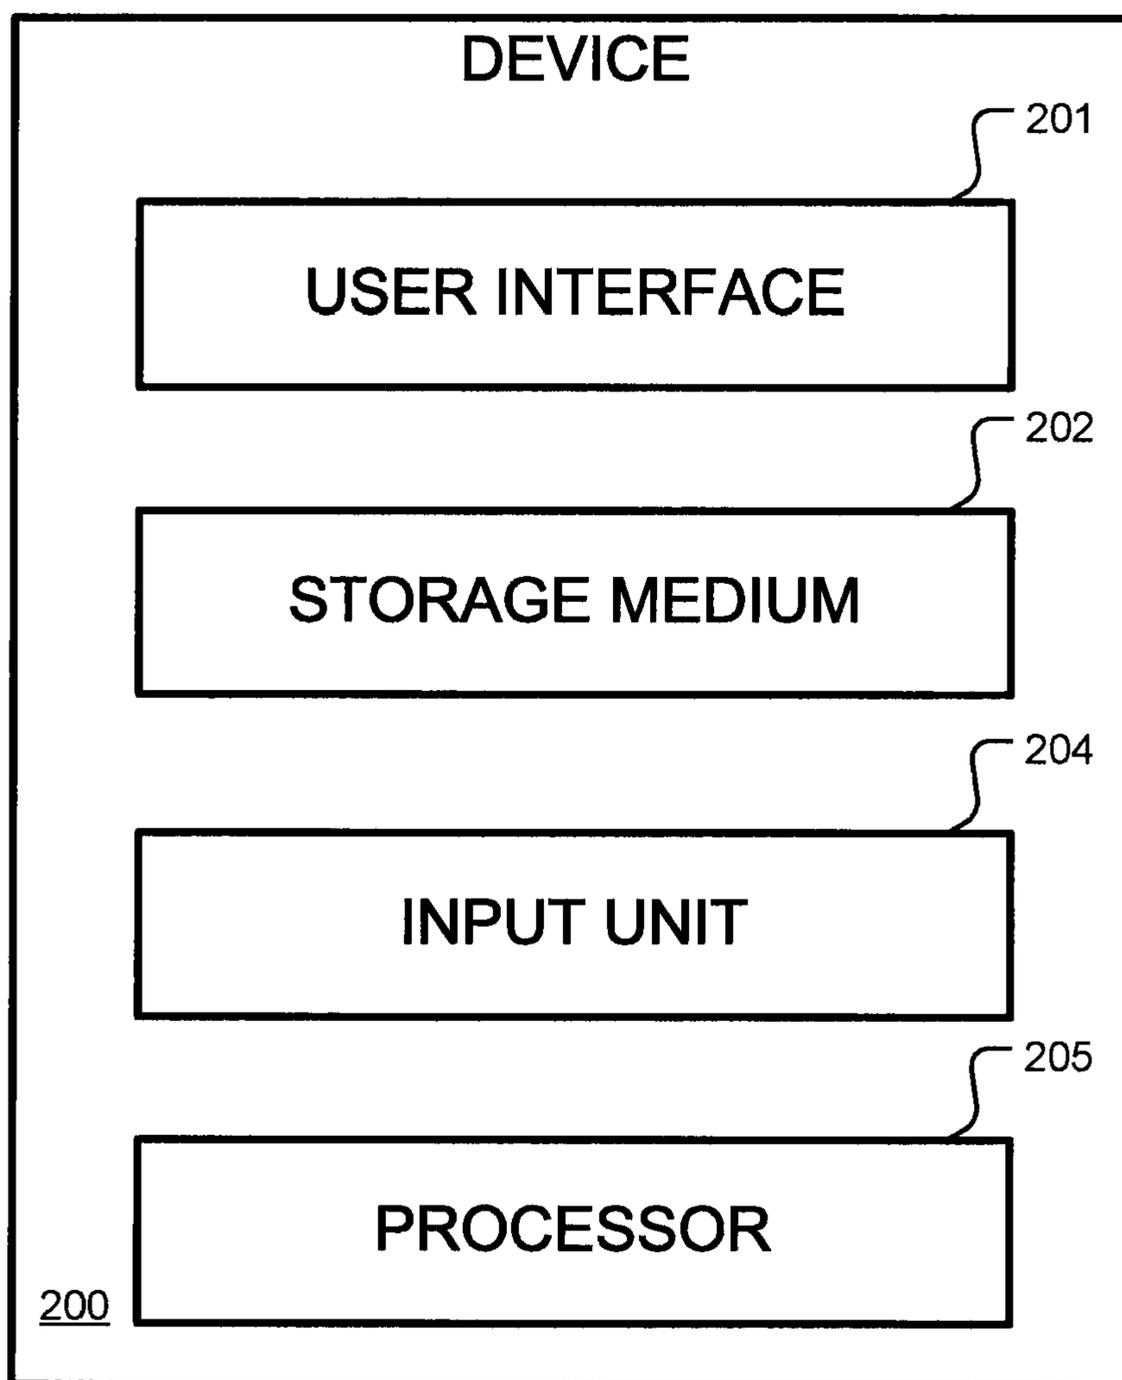 DEVICE
201
USER INTERFACE
202
STORAGE MEDIUM
204
INPUT UNIT
205
PROCESSOR
200